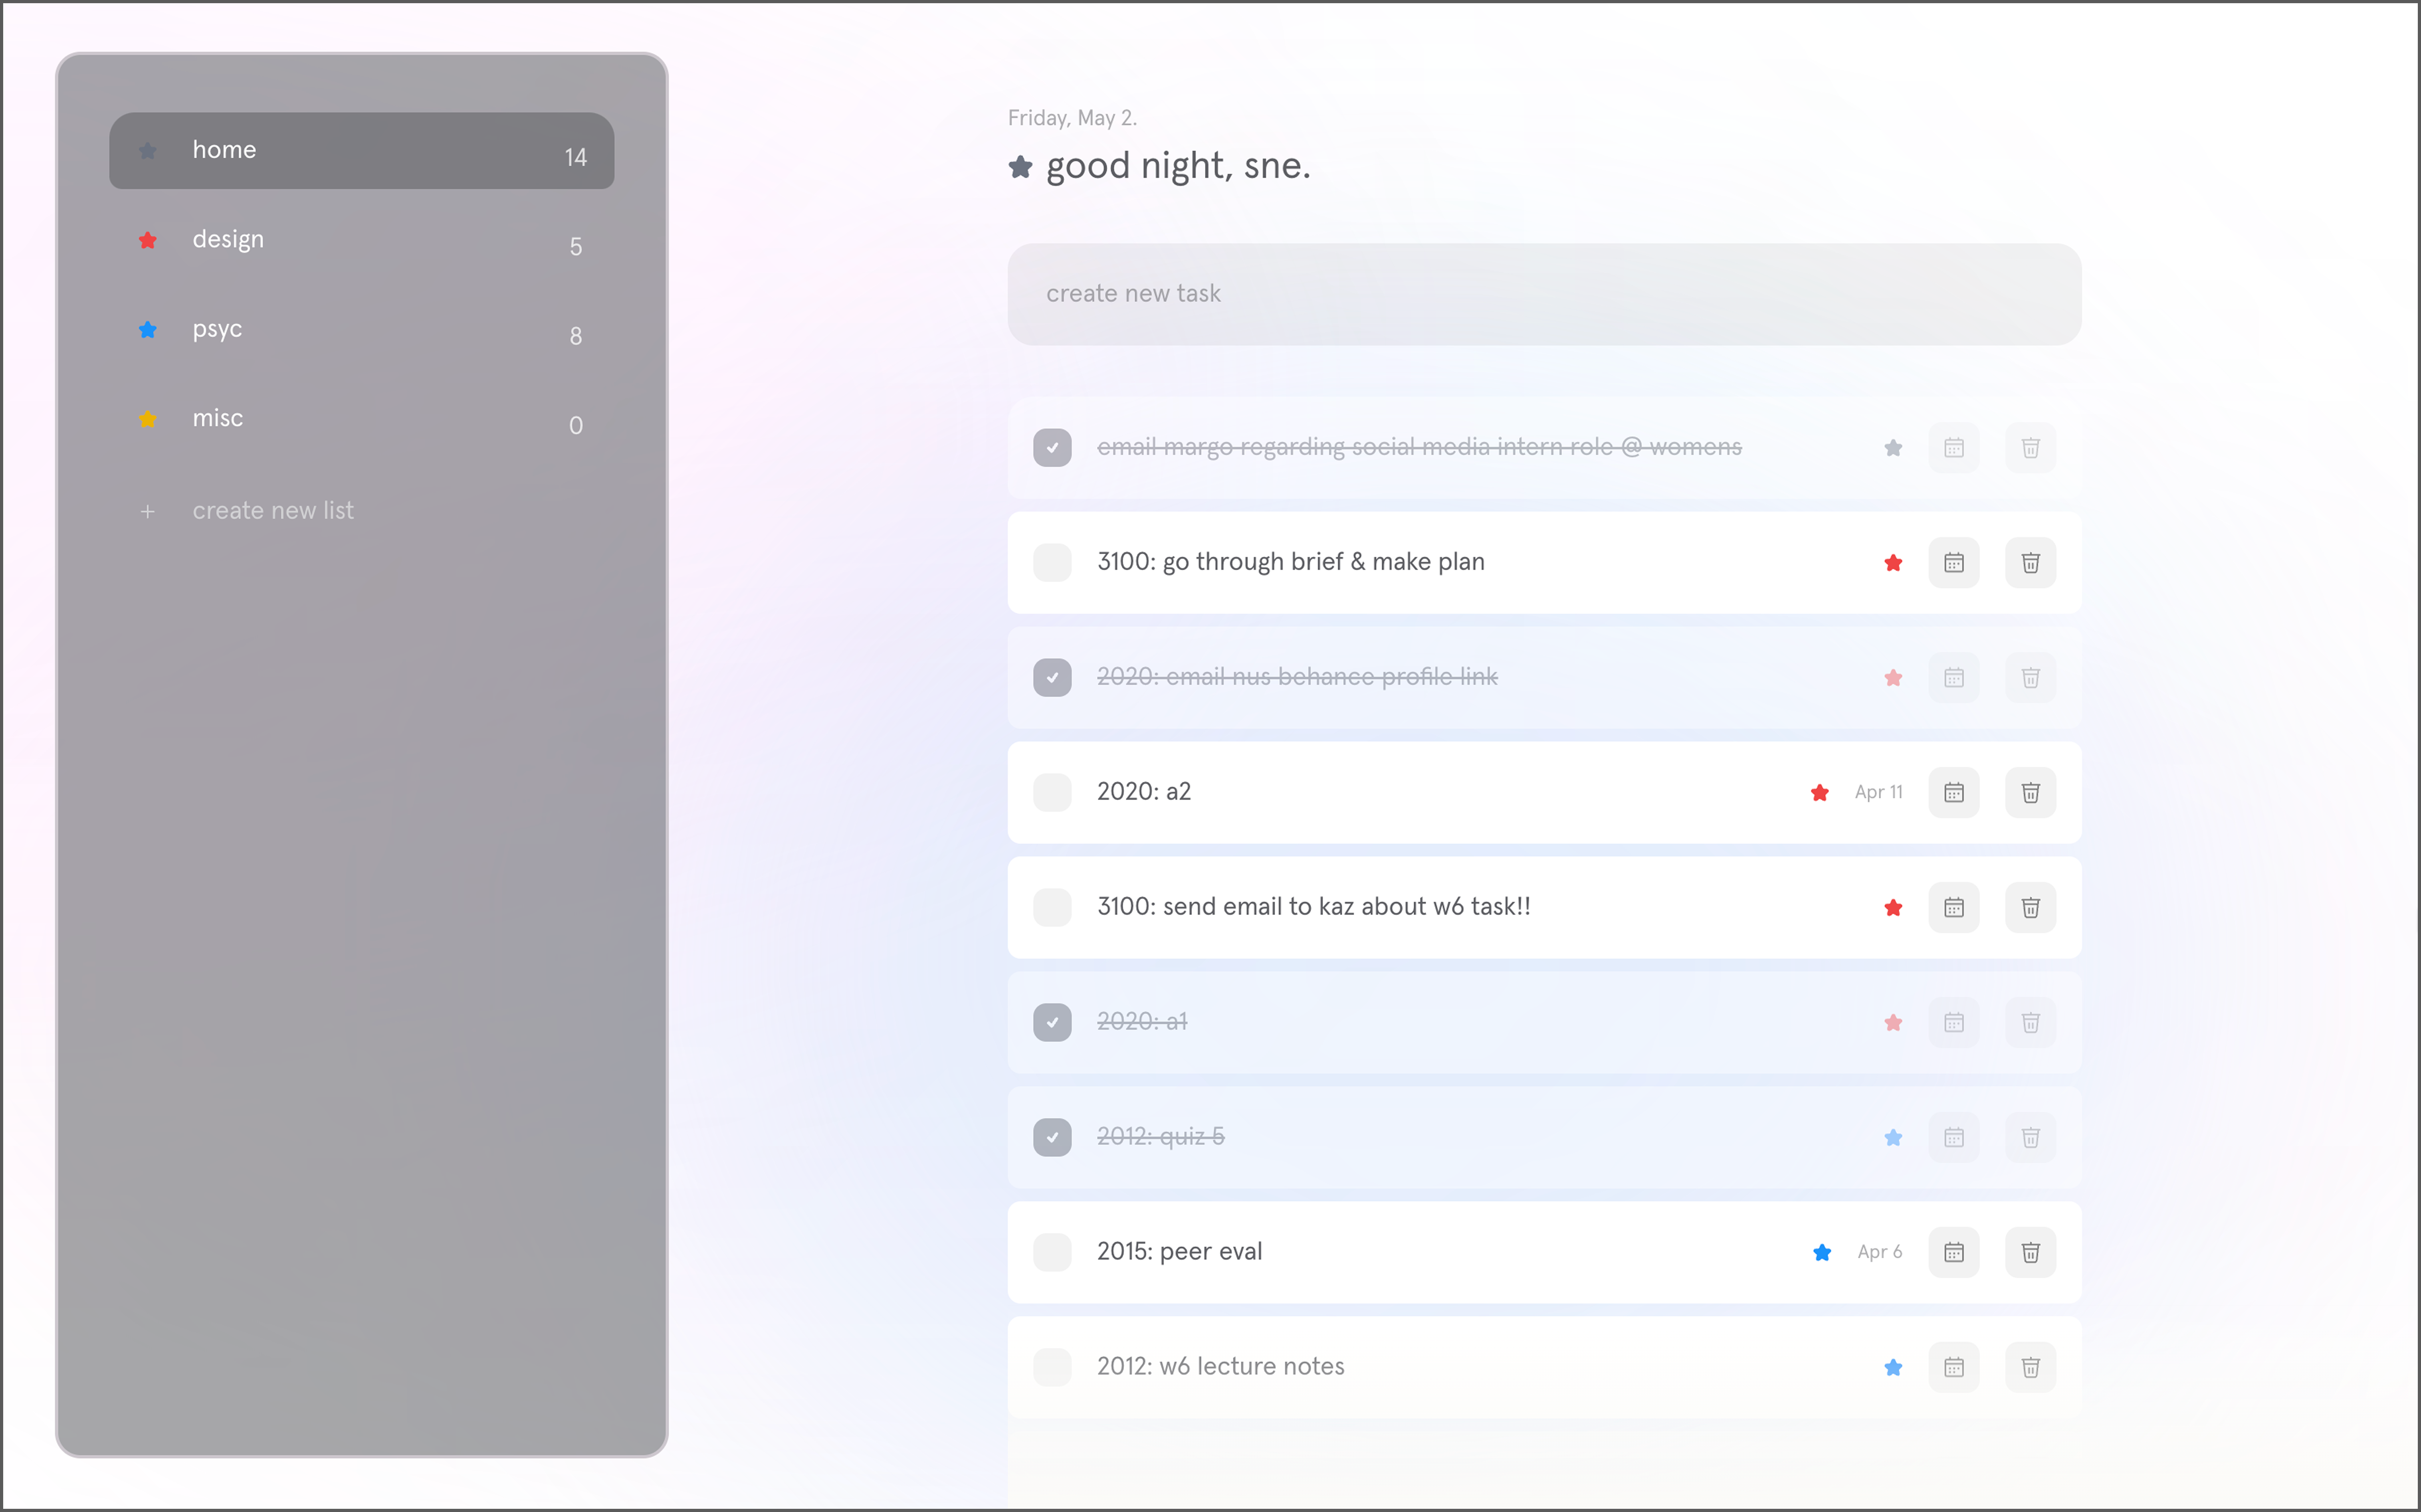 home 14
design 5
psyc 8
misc 0
+ create new list
Friday, May 2.
good night, sne.
create new task
email margo regarding social media intern role @ womens
3100: go through brief & make plan
2020: email nus behance profile link
2020: a2 Apr 11
3100: send email to kaz about w6 task!!
2020: a1
2012: quiz 5
2015: peer eval Apr 6
2012: w6 lecture notes